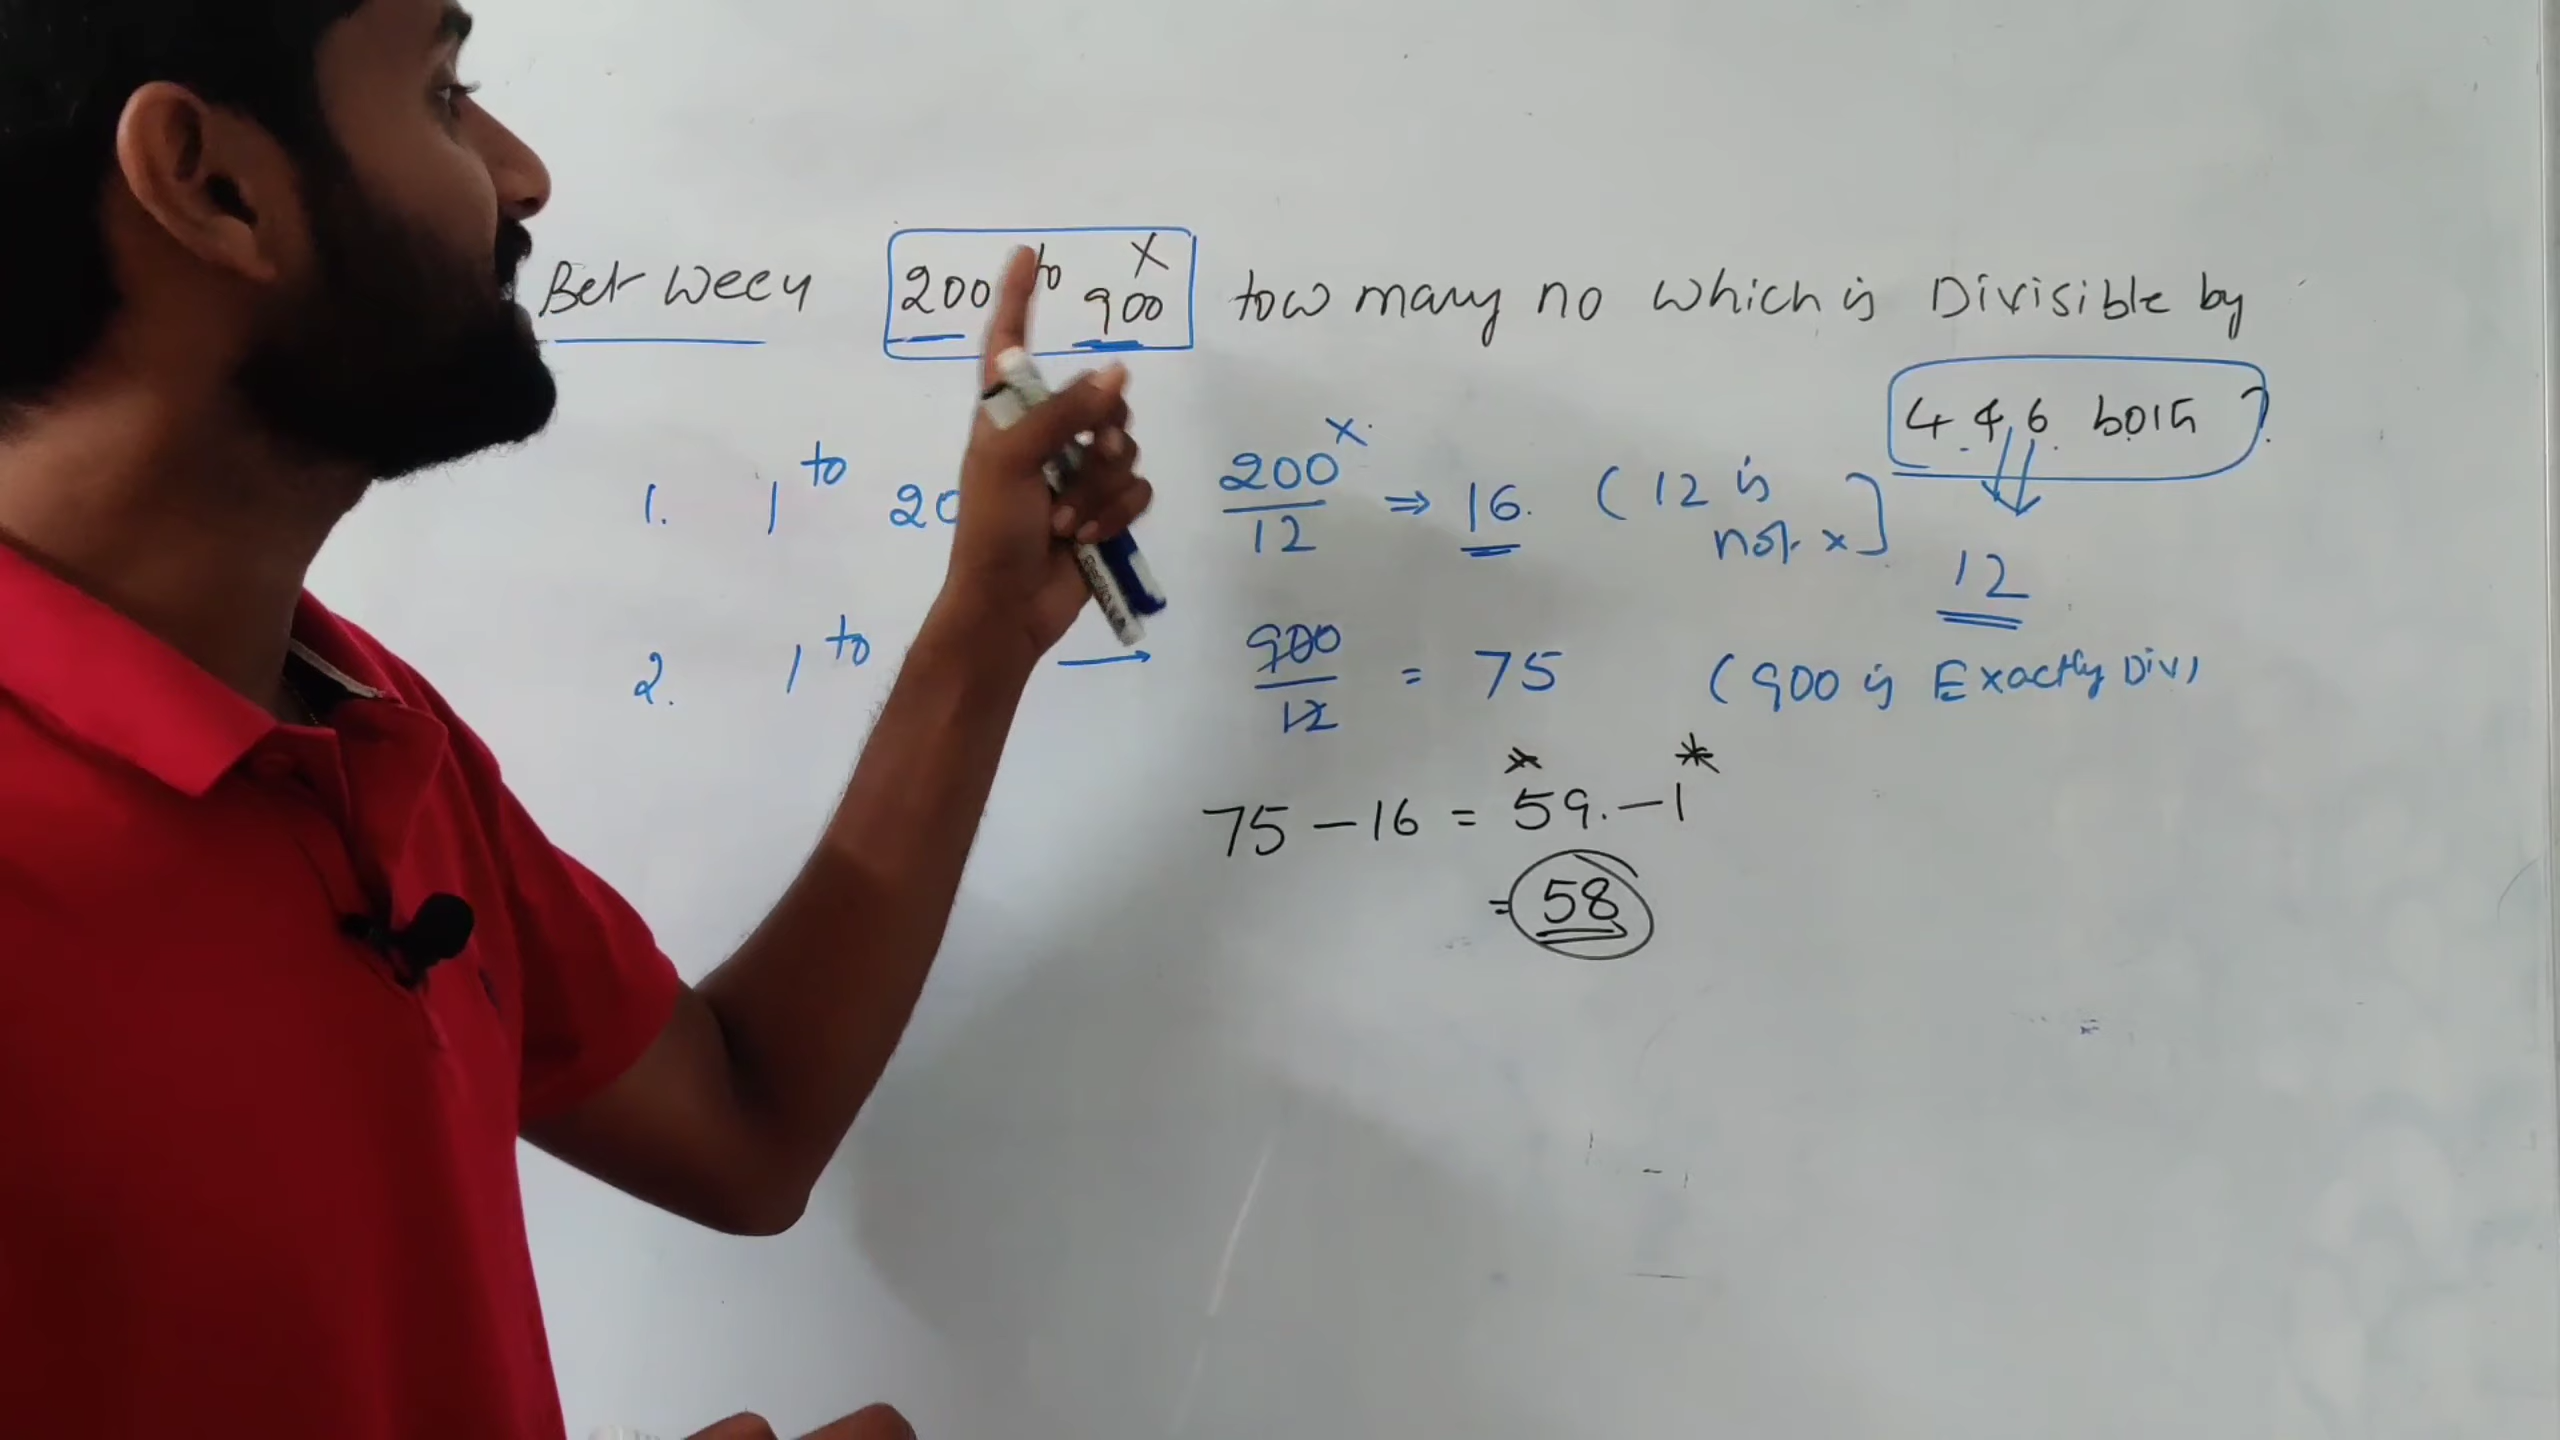 Between 200 to 900 x tow many no which is Divisible by
4 & 6 both ?
1. 1 to 20 200/12 x ⇒ 16. (12 is not x]
12
2. 1 to → 900/12 = 75 (900 is Exactly Div)
75 - 16 = 59. - 1
= 58